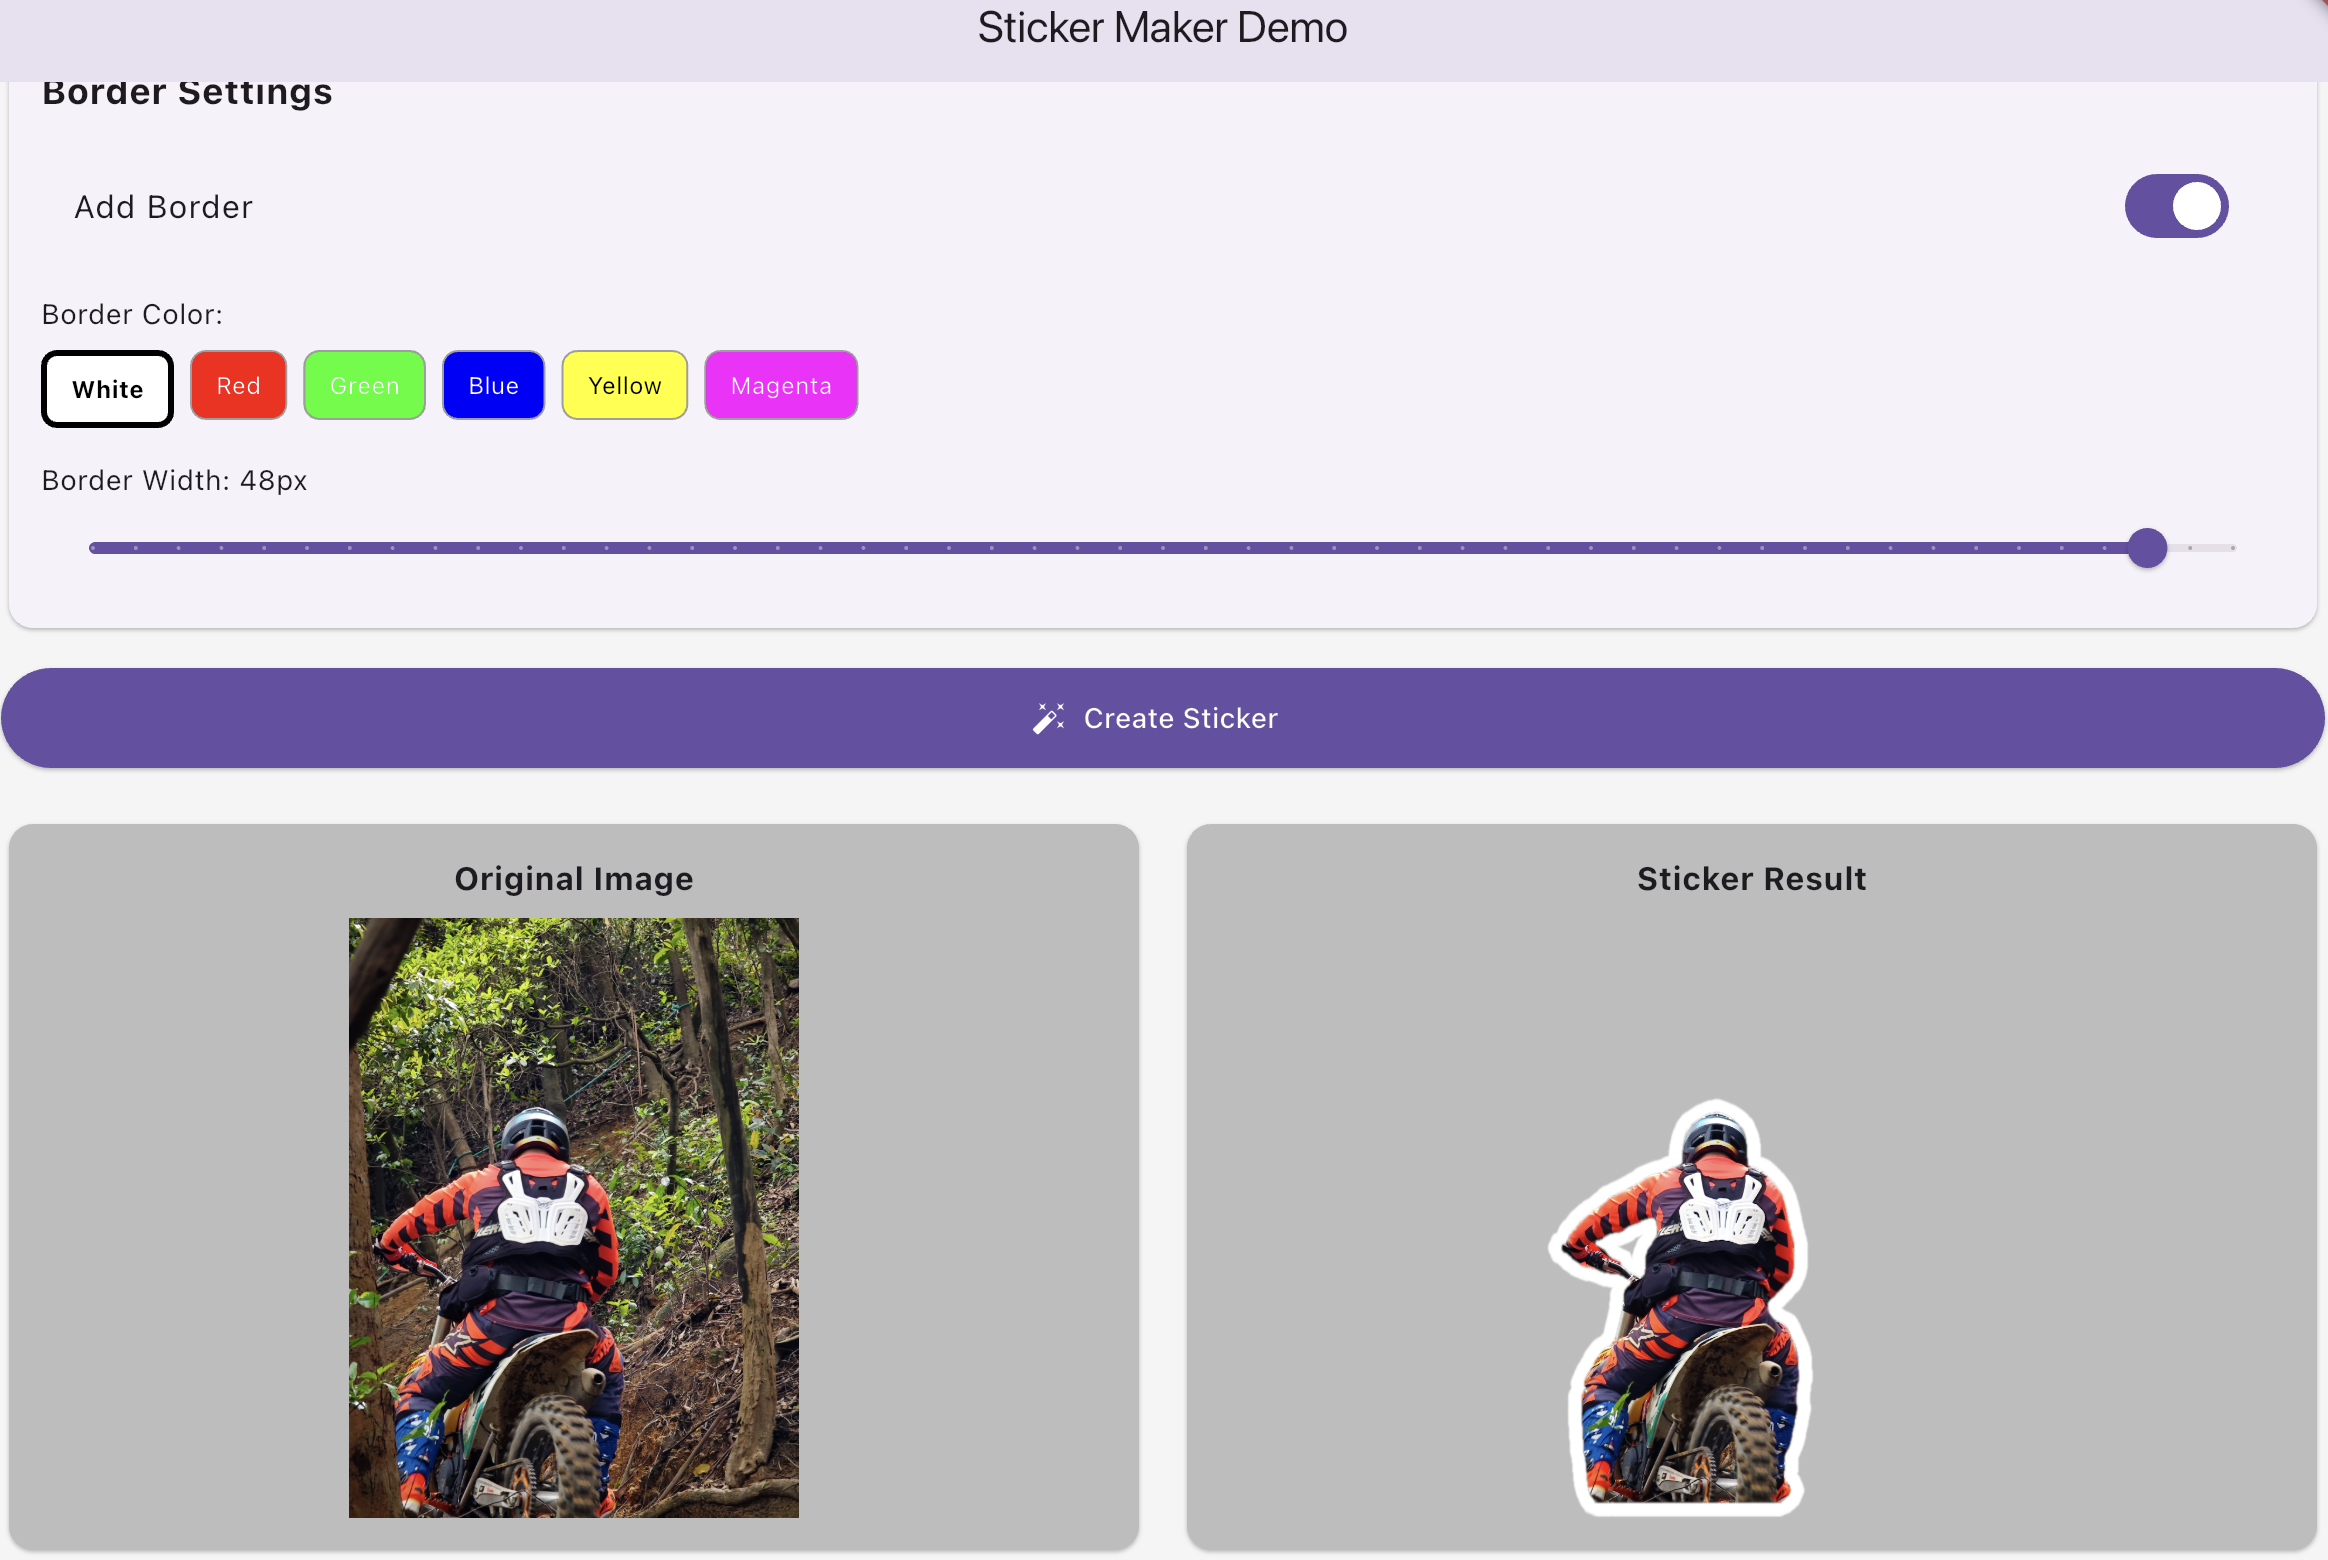 Sticker Maker Demo
Border Settings
Add Border
Border Color:
White Red Green Blue Yellow Magenta
Border Width: 48px
Create Sticker
Original Image
Sticker Result